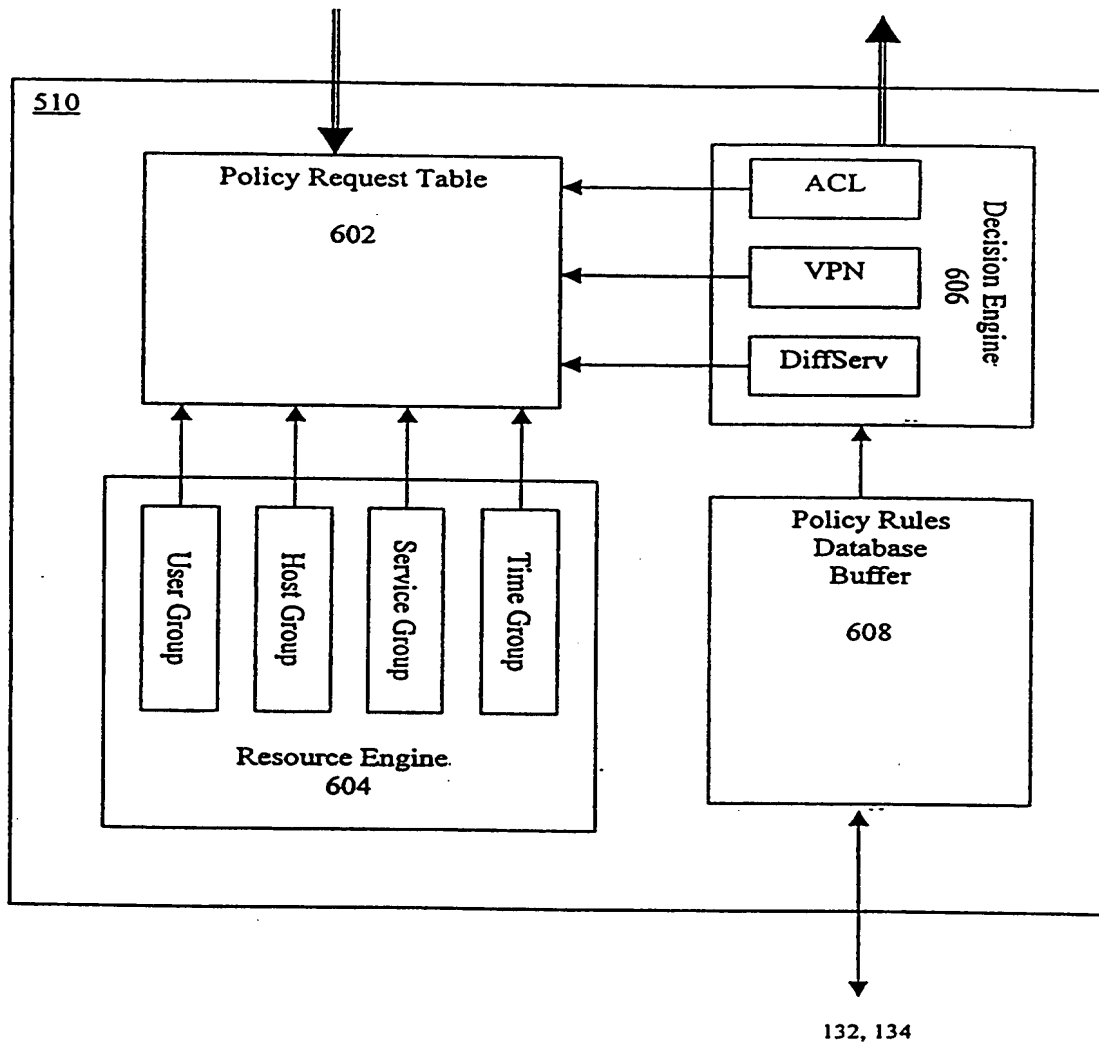 510
Policy Request Table
602
ACL
VPN
DiffServ
Decision Engine
606
User Group
Host Group
Service Group
Time Group
Resource Engine
604
Policy Rules
Database
Buffer
608
132, 134